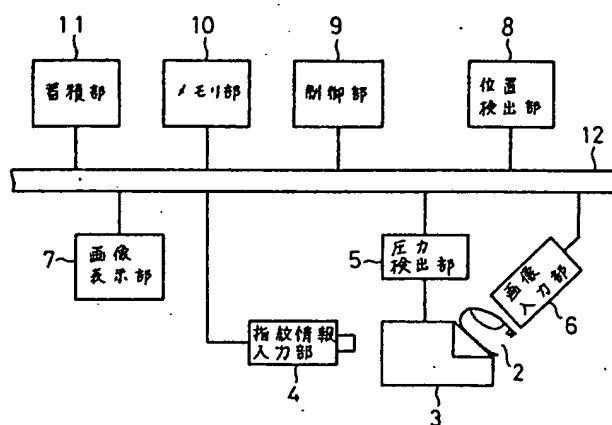 11
10
9
8
蓄積部
メモリ部
制御部
位置
検出部
12
7
画像
表示部
5
圧力
検出部
画像
入力部
6
指紋情報
入力部
4
2
3